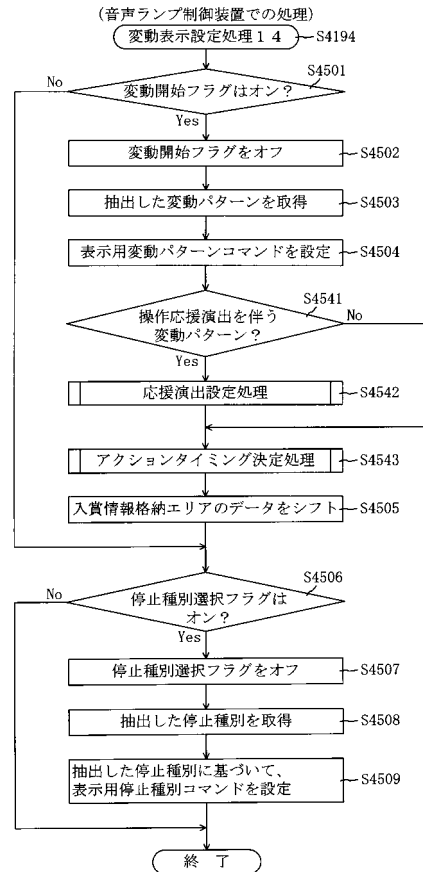 (音声ランプ制御装置での処理)
変動表示設定処理14
S4194
S4501
No
変動開始フラグはオン?
Yes
変動開始フラグをオフ
S4502
抽出した変動パターンを取得
S4503
表示用変動パターンコマンドを設定
S4504
S4541
操作応援演出を伴う
変動パターン?
No
Yes
応援演出設定処理
S4542
アクションタイミング決定処理
S4543
入賞情報格納エリアのデータをシフト
S4505
S4506
No
停止種別選択フラグは
オン?
Yes
停止種別選択フラグをオフ
S4507
抽出した停止種別を取得
S4508
抽出した停止種別に基づいて、
表示用停止種別コマンドを設定
S4509
終了